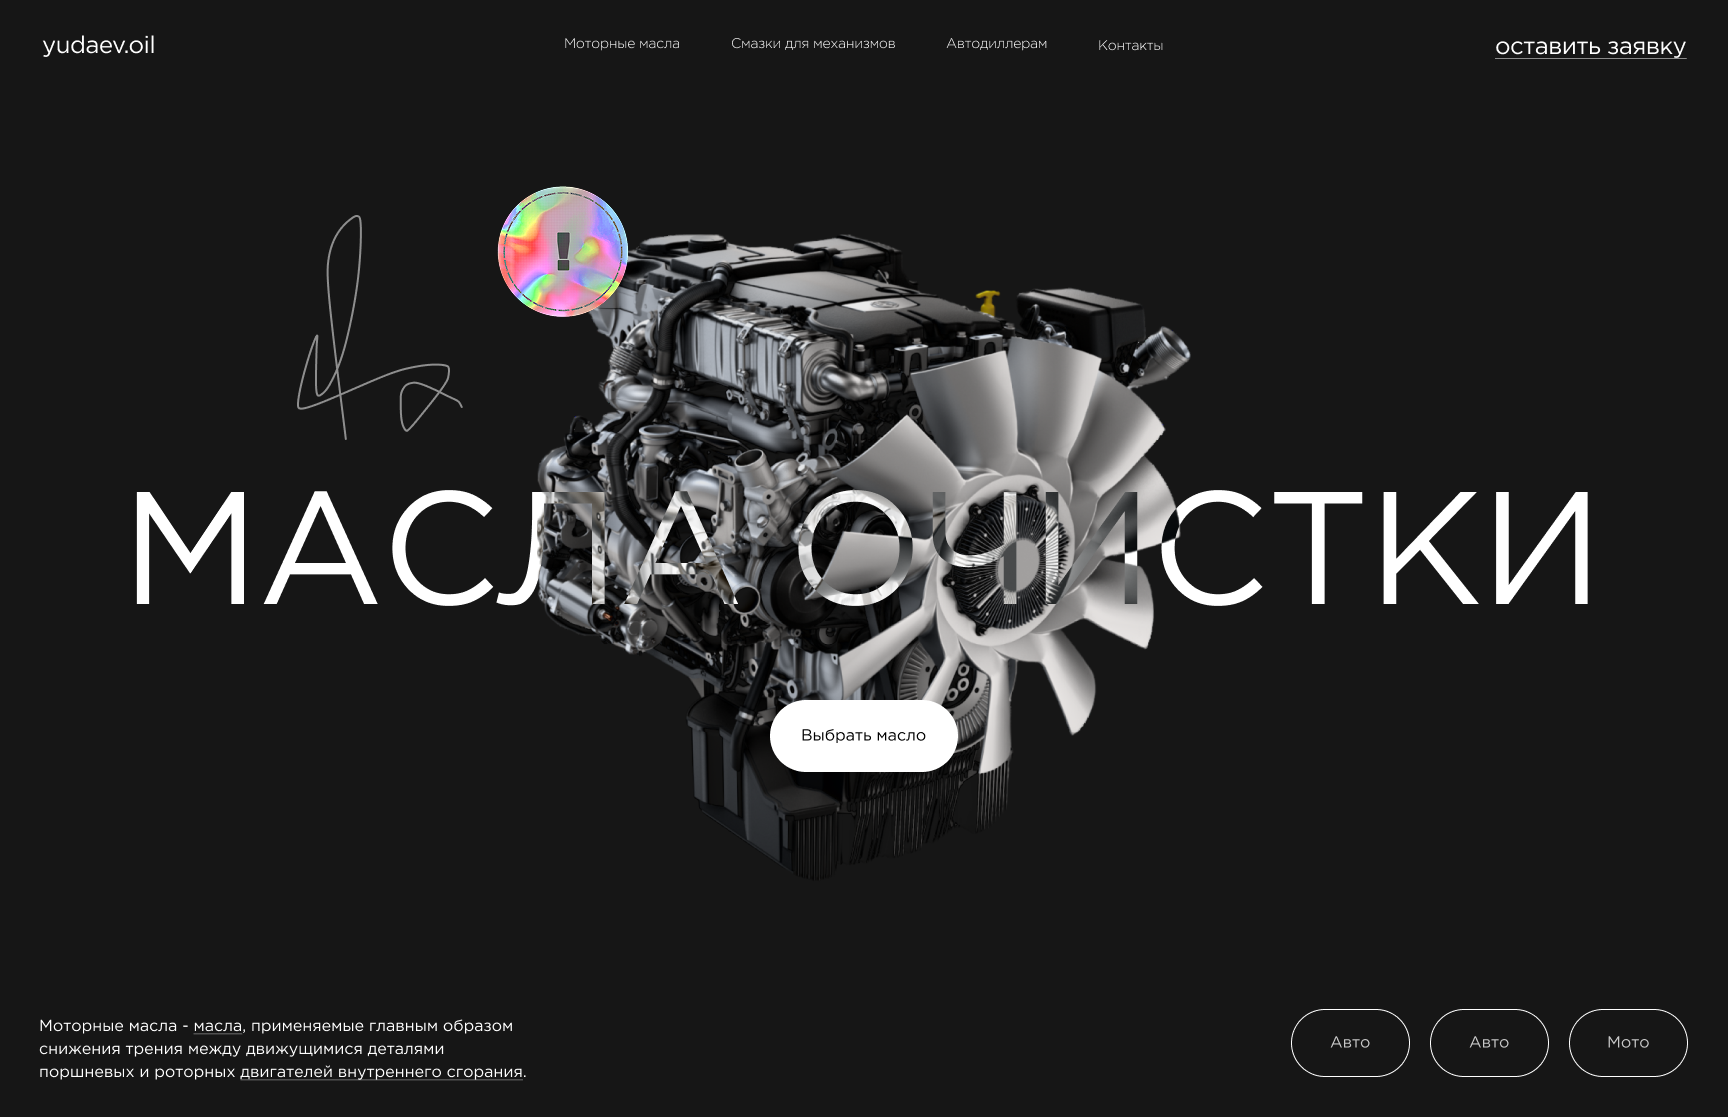 yudaev.oil
Моторные масла
Смазки для механизмов
Автодиллерам
Контакты
оставить заявку
!
МАСЛА ОЧИСТКИ
Выбрать масло
Моторные масла - масла, применяемые главным образом
снижения трения между движущимися деталями
поршневых и роторных двигателей внутреннего сгорания.
Авто
Авто
Мото